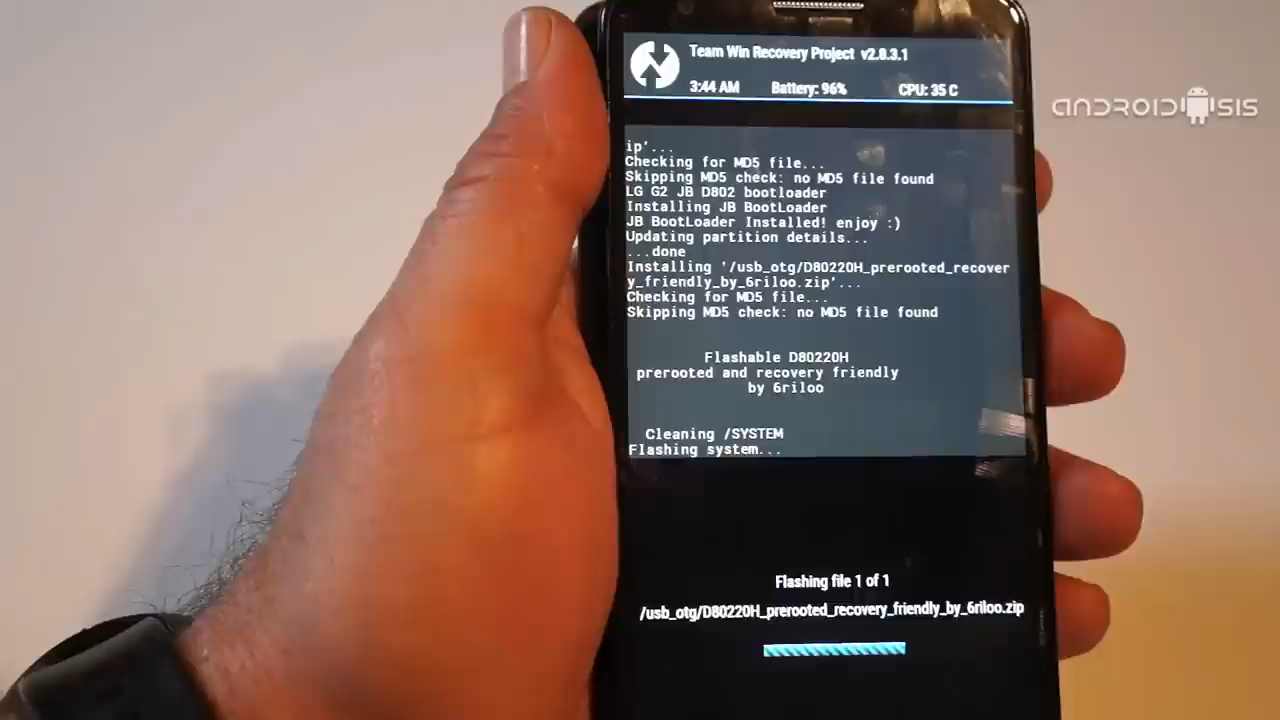 Team Win Recovery Project v2.8.3.1
3:44 AM Battery: 96% CPU: 35 C
ANDROIDSIS
ip'...
Checking for MD5 file...
Skipping MD5 check: no MD5 file found
LG G2 JB D802 bootloader
Installing JB BootLoader
JB BootLoader Installed! enjoy :)
Updating partition details...
...done
Installing '/usb_otg/D80220H_prerooted_recover
y_friendly_by_6riloo.zip'...
Checking for MD5 file...
Skipping MD5 check: no MD5 file found
Flashable D80220H
prerooted and recovery friendly
by 6riloo
Cleaning /SYSTEM
Flashing system...
Flashing file 1 of 1
/usb_otg/D80220H_prerooted_recovery_friendly_by_6riloo.zip